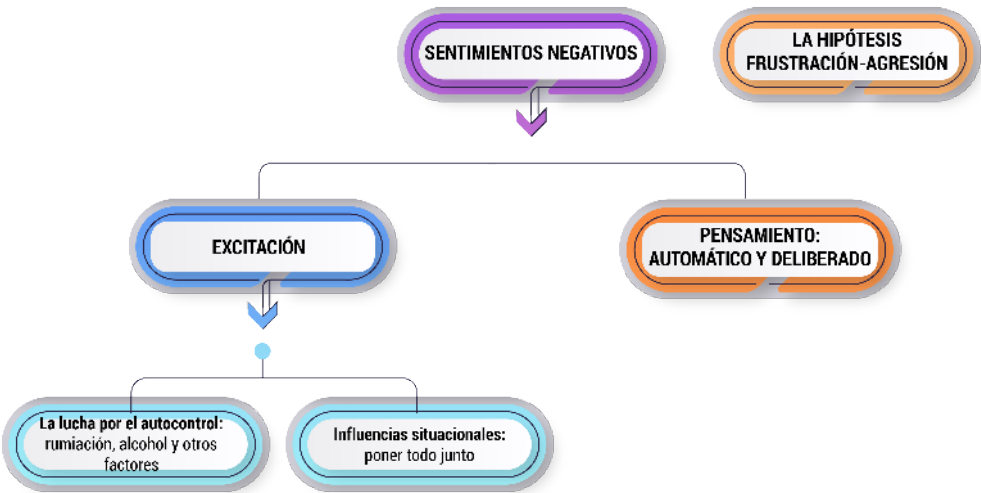 SENTIMIENTOS NEGATIVOS
LA HIPÓTESIS
FRUSTRACIÓN-AGRESIÓN
EXCITACIÓN
PENSAMIENTO:
AUTOMÁTICO Y DELIBERADO
La lucha por el autocontrol:
rumiación, alcohol y otros
factores
Influencias situacionales:
poner todo junto